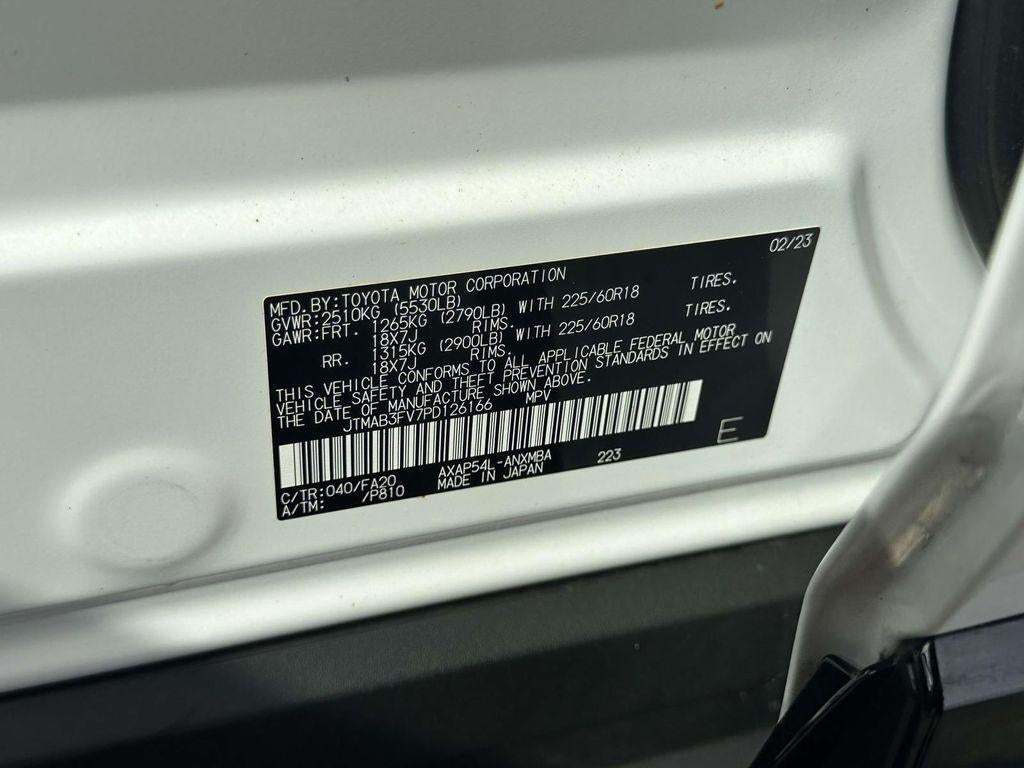 02/23
MFD.BY:TOYOTA MOTOR CORPORATION
GVWR:2510KG (5530LB)
GAWR:FRT. 1265KG (2790LB) WITH 225/60R18 TIRES.
18X7J RIMS.
RR. 1315KG (2900LB) WITH 225/60R18 TIRES.
18X7J RIMS.
THIS VEHICLE CONFORMS TO ALL APPLICABLE FEDERAL MOTOR
VEHICLE SAFETY AND THEFT PREVENTION STANDARDS IN EFFECT ON
THE DATE OF MANUFACTURE SHOWN ABOVE.
JTMAB3FV7PD126166 MPV
E
C/TR:040/FA20 AXAP54L-ANXMBA 223
A/TM: /P810 MADE IN JAPAN